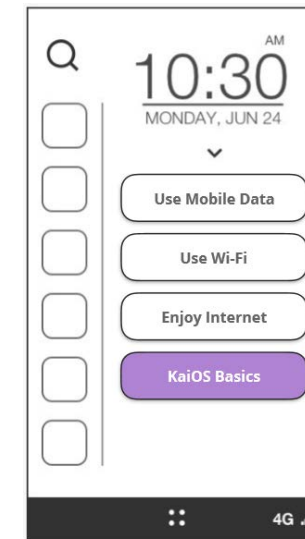 AM
10:30
MONDAY, JUN 24
Use Mobile Data
Use Wi-Fi
Enjoy Internet
KaiOS Basics
4G